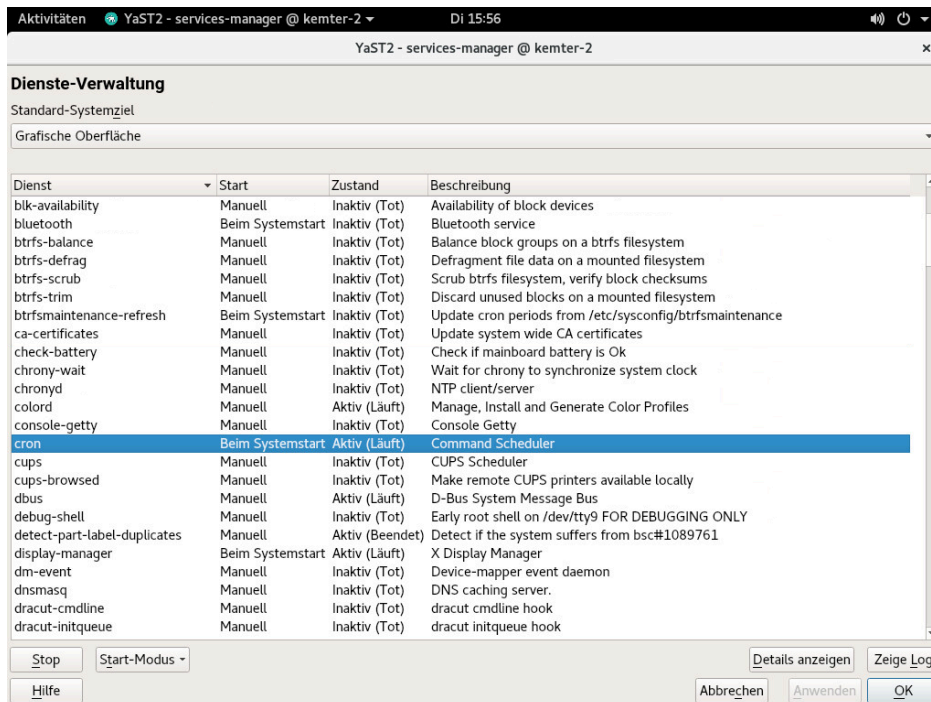 Aktivitäten YaST2 - services-manager @ kemter-2 Di 15:56
YaST2 - services-manager @ kemter-2 ×
Dienste-Verwaltung
Standard-Systemziel
Grafische Oberfläche
Dienst Start Zustand Beschreibung
blk-availability Manuell Inaktiv (Tot) Availability of block devices
bluetooth Beim Systemstart Inaktiv (Tot) Bluetooth service
btrfs-balance Manuell Inaktiv (Tot) Balance block groups on a btrfs filesystem
btrfs-defrag Manuell Inaktiv (Tot) Defragment file data on a mounted filesystem
btrfs-scrub Manuell Inaktiv (Tot) Scrub btrfs filesystem, verify block checksums
btrfs-trim Manuell Inaktiv (Tot) Discard unused blocks on a mounted filesystem
btrfsmaintenance-refresh Beim Systemstart Inaktiv (Tot) Update cron periods from /etc/sysconfig/btrfsmaintenance
ca-certificates Manuell Inaktiv (Tot) Update system wide CA certificates
check-battery Manuell Inaktiv (Tot) Check if mainboard battery is Ok
chrony-wait Manuell Inaktiv (Tot) Wait for chrony to synchronize system clock
chronyd Manuell Inaktiv (Tot) NTP client/server
colord Manuell Aktiv (Läuft) Manage, Install and Generate Color Profiles
console-getty Manuell Inaktiv (Tot) Console Getty
cron Beim Systemstart Aktiv (Läuft) Command Scheduler
cups Manuell Inaktiv (Tot) CUPS Scheduler
cups-browsed Manuell Inaktiv (Tot) Make remote CUPS printers available locally
dbus Manuell Aktiv (Läuft) D-Bus System Message Bus
debug-shell Manuell Inaktiv (Tot) Early root shell on /dev/tty9 FOR DEBUGGING ONLY
detect-part-label-duplicates Manuell Aktiv (Beendet) Detect if the system suffers from bsc#1089761
display-manager Beim Systemstart Aktiv (Läuft) X Display Manager
dm-event Manuell Inaktiv (Tot) Device-mapper event daemon
dnsmasq Manuell Inaktiv (Tot) DNS caching server.
dracut-cmdline Manuell Inaktiv (Tot) dracut cmdline hook
dracut-initqueue Manuell Inaktiv (Tot) dracut initqueue hook
Stop Start-Modus Details anzeigen Zeige Log
Hilfe Abbrechen Anwenden OK